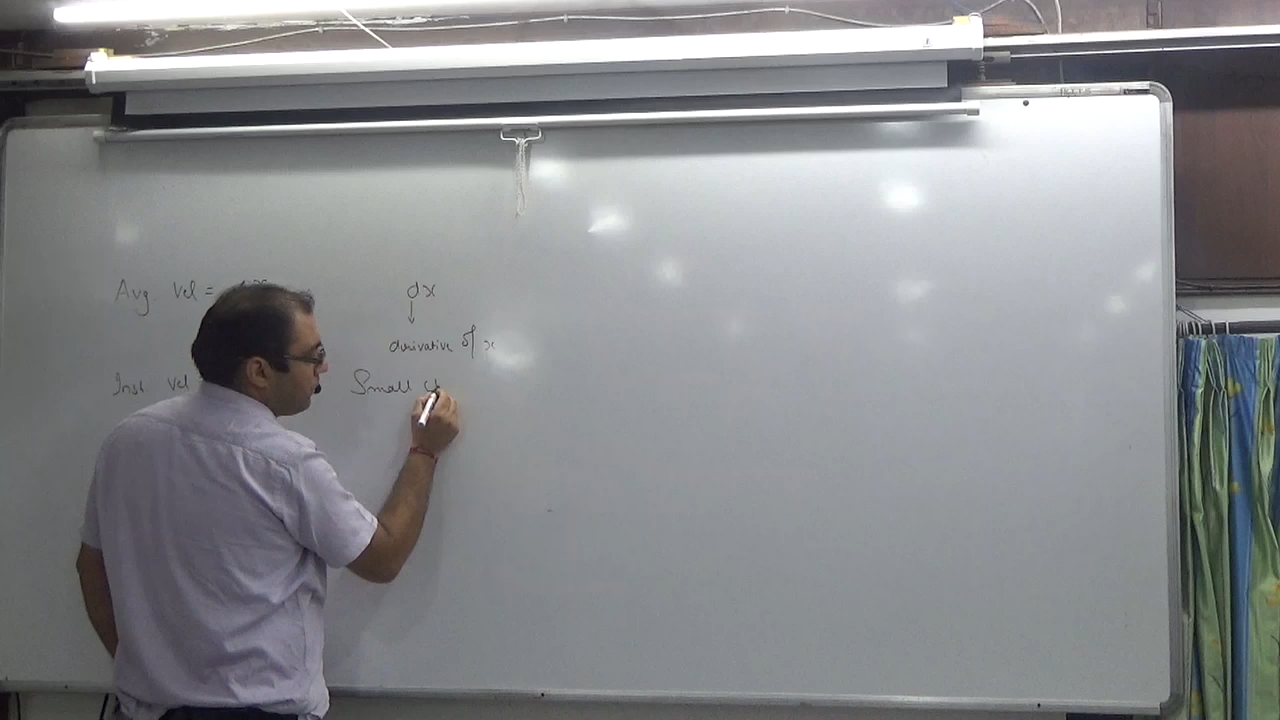 Avg. Vel =
dx
derivative of x
Inst Vel
Small